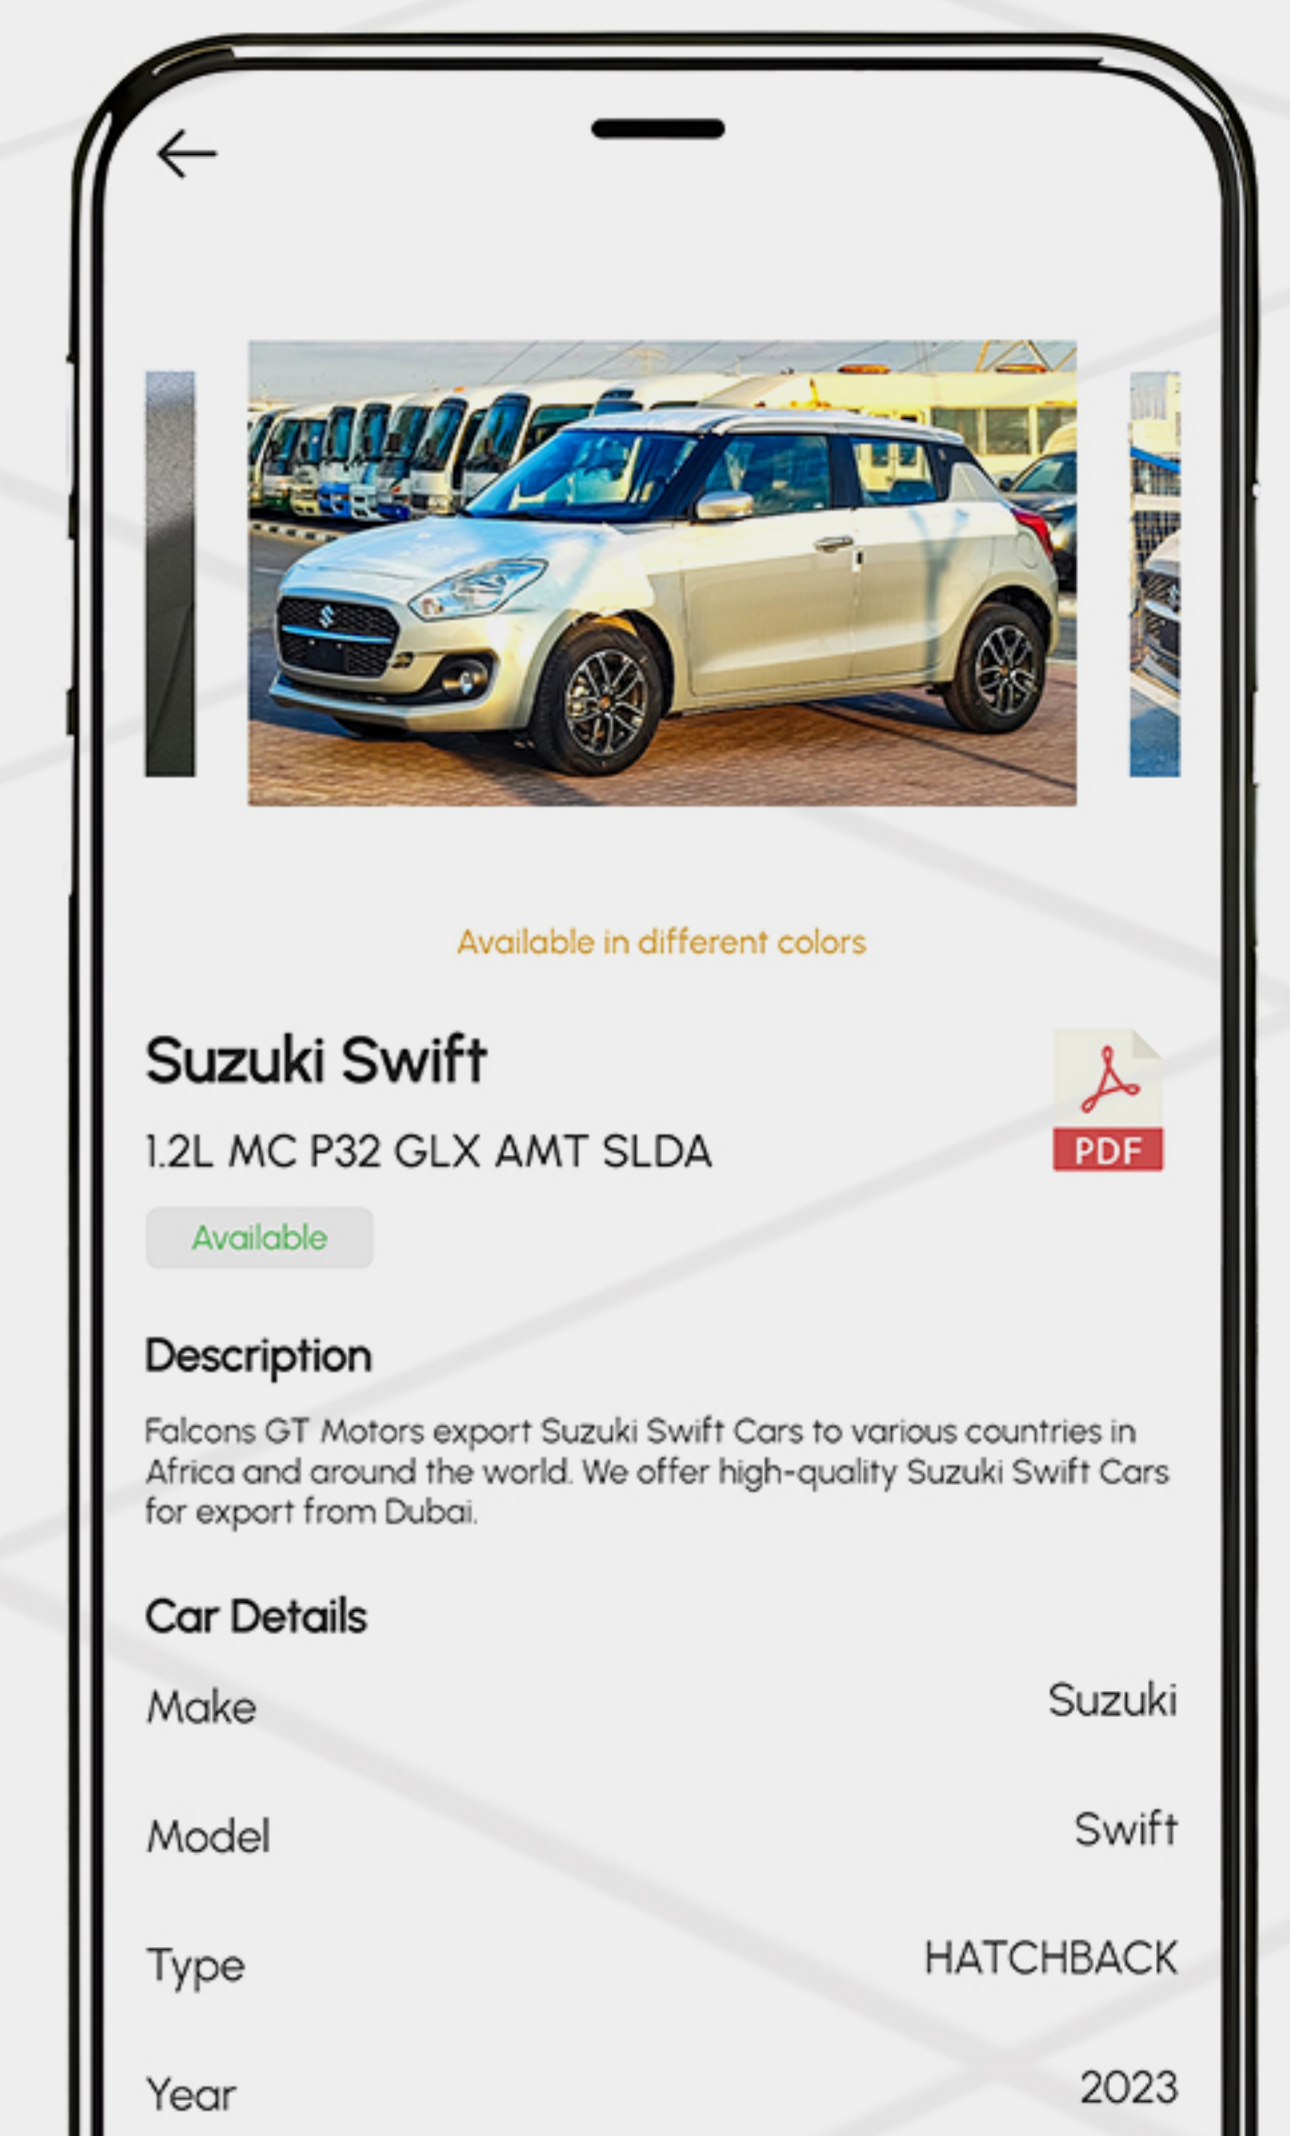 Available in different colors
Suzuki Swift
1.2L MC P32 GLX AMT SLDA
PDF
Available
Description
Falcons GT Motors export Suzuki Swift Cars to various countries in
Africa and around the world. We offer high-quality Suzuki Swift Cars
for export from Dubai.
Car Details
Make Suzuki
Model Swift
Type HATCHBACK
Year 2023